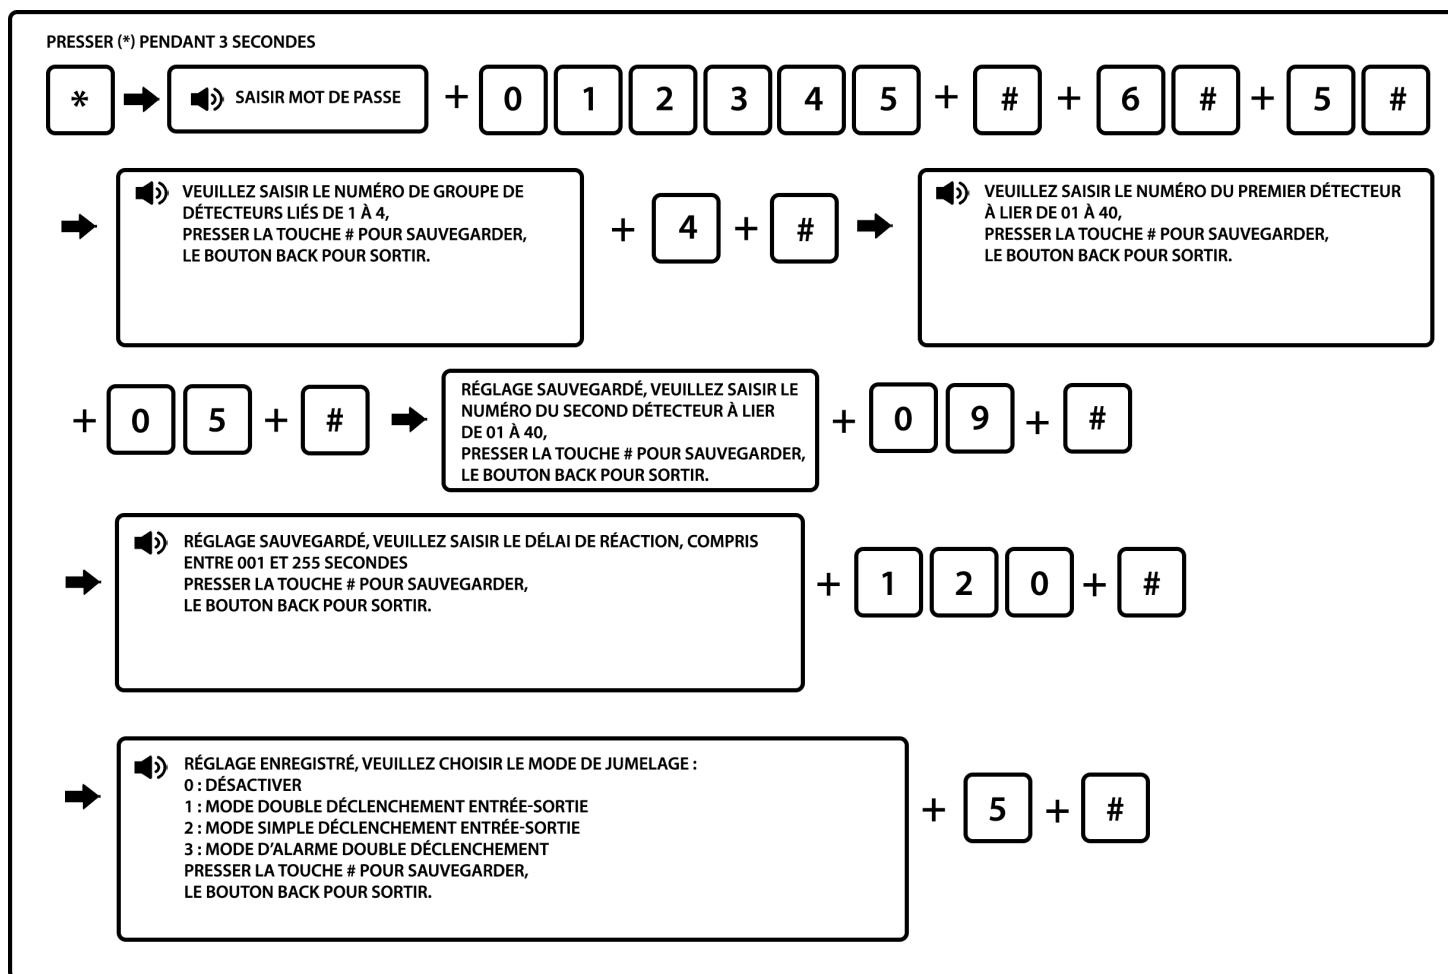 PRESSER (*) PENDANT 3 SECONDES
* SAISIR MOT DE PASSE + 0 1 2 3 4 5 + # + 6 # + 5 #
VEUILLEZ SAISIR LE NUMÉRO DE GROUPE DE
DÉTECTEURS LIÉS DE 1 À 4,
PRESSER LA TOUCHE # POUR SAUVEGARDER,
LE BOUTON BACK POUR SORTIR.
+ 4 + #
VEUILLEZ SAISIR LE NUMÉRO DU PREMIER DÉTECTEUR
À LIER DE 01 À 40,
PRESSER LA TOUCHE # POUR SAUVEGARDER,
LE BOUTON BACK POUR SORTIR.
+ 0 5 + #
RÉGLAGE SAUVEGARDÉ, VEUILLEZ SAISIR LE
NUMÉRO DU SECOND DÉTECTEUR À LIER
DE 01 À 40,
PRESSER LA TOUCHE # POUR SAUVEGARDER,
LE BOUTON BACK POUR SORTIR.
+ 0 9 + #
RÉGLAGE SAUVEGARDÉ, VEUILLEZ SAISIR LE DÉLAI DE RÉACTION, COMPRIS
ENTRE 001 ET 255 SECONDES
PRESSER LA TOUCHE # POUR SAUVEGARDER,
LE BOUTON BACK POUR SORTIR.
+ 1 2 0 + #
RÉGLAGE ENREGISTRÉ, VEUILLEZ CHOISIR LE MODE DE JUMELAGE :
0 : DÉSACTIVER
1 : MODE DOUBLE DÉCLENCHEMENT ENTRÉE-SORTIE
2 : MODE SIMPLE DÉCLENCHEMENT ENTRÉE-SORTIE
3 : MODE D’ALARME DOUBLE DÉCLENCHEMENT
PRESSER LA TOUCHE # POUR SAUVEGARDER,
LE BOUTON BACK POUR SORTIR.
+ 5 + #